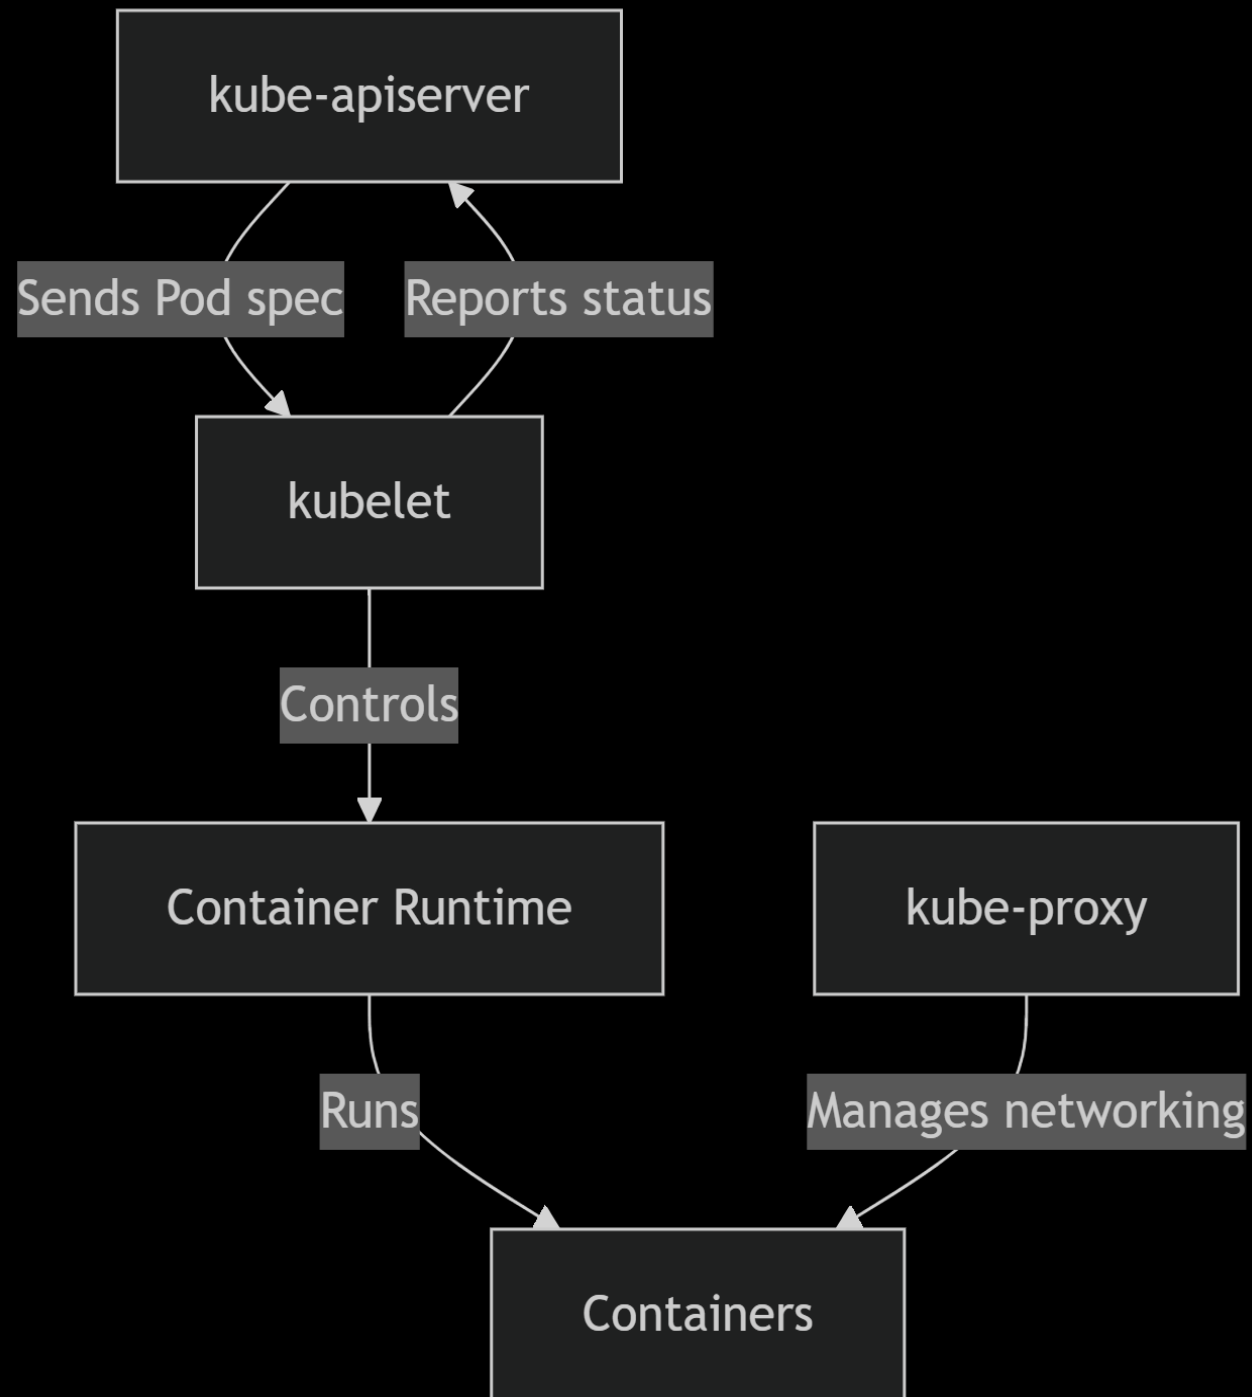 kube-apiserver
Sends Pod spec
Reports status
kubelet
Controls
Container Runtime
kube-proxy
Runs
Manages networking
Containers